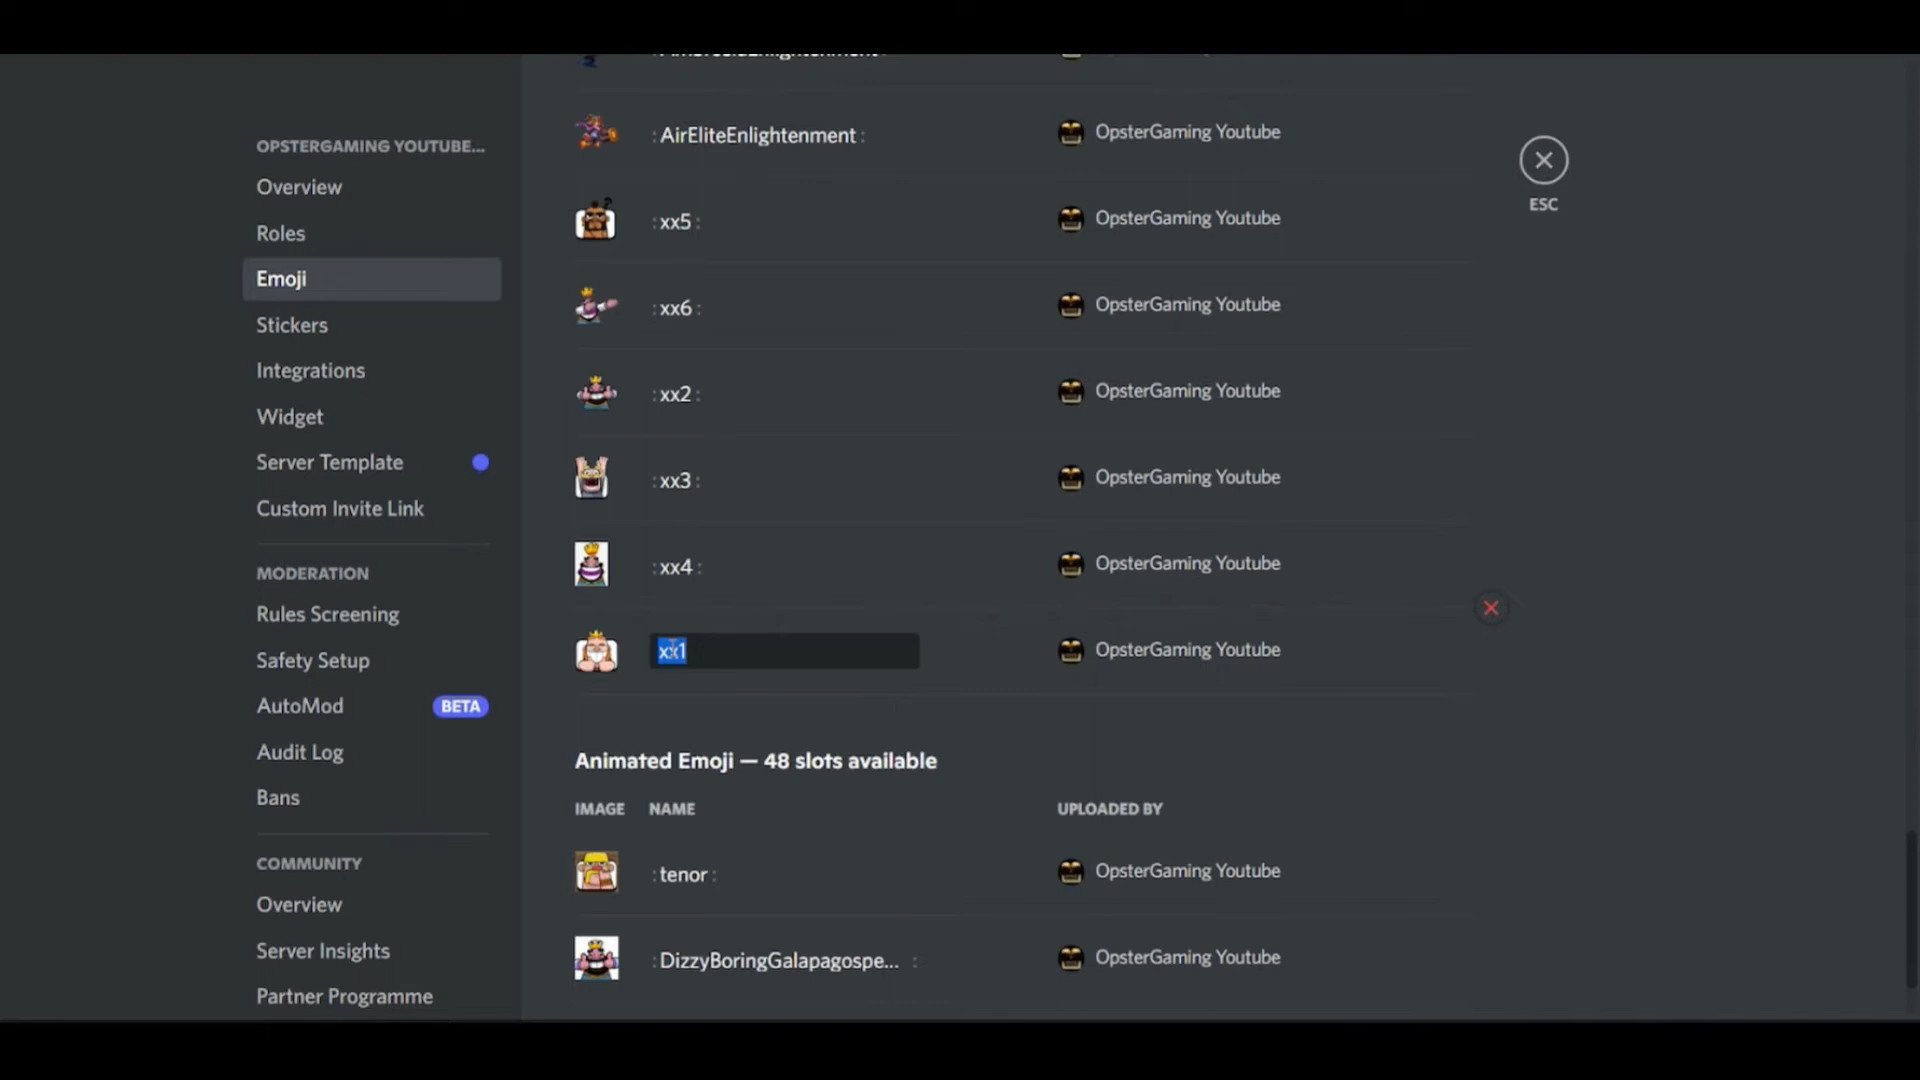 OPSTERGAMING YOUTUBE...
Overview
Roles
Emoji
Stickers
Integrations
Widget
Server Template
Custom Invite Link
MODERATION
Rules Screening
Safety Setup
AutoMod BETA
Audit Log
Bans
COMMUNITY
Overview
Server Insights
Partner Programme
:AirEliteEnlightenment: OpsterGaming Youtube
:xx5: OpsterGaming Youtube
:xx6: OpsterGaming Youtube
:xx2: OpsterGaming Youtube
:xx3: OpsterGaming Youtube
:xx4: OpsterGaming Youtube
xx1 OpsterGaming Youtube
Animated Emoji — 48 slots available
IMAGE NAME UPLOADED BY
:tenor: OpsterGaming Youtube
:DizzyBoringGalapagospe... : OpsterGaming Youtube
ESC